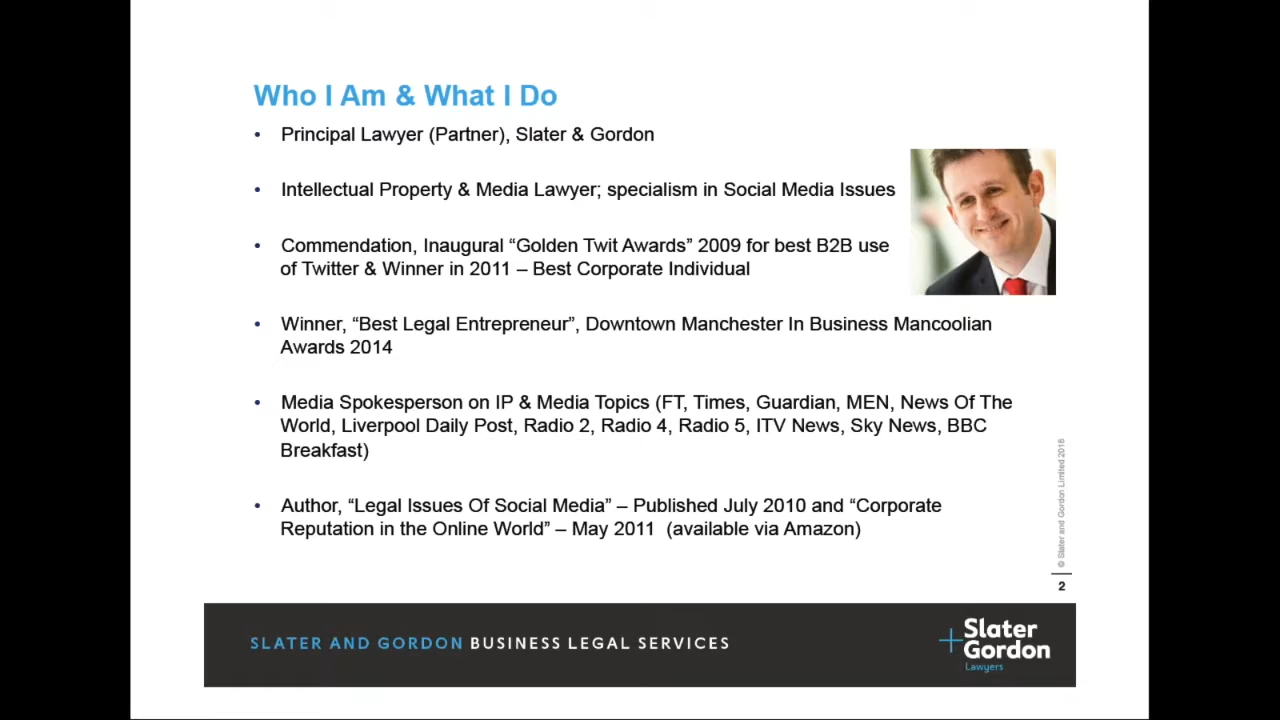 Who I Am & What I Do
• Principal Lawyer (Partner), Slater & Gordon
• Intellectual Property & Media Lawyer; specialism in Social Media Issues
• Commendation, Inaugural “Golden Twit Awards” 2009 for best B2B use
of Twitter & Winner in 2011 – Best Corporate Individual
• Winner, “Best Legal Entrepreneur”, Downtown Manchester In Business Mancoolian
Awards 2014
• Media Spokesperson on IP & Media Topics (FT, Times, Guardian, MEN, News Of The
World, Liverpool Daily Post, Radio 2, Radio 4, Radio 5, ITV News, Sky News, BBC
Breakfast)
• Author, “Legal Issues Of Social Media” – Published July 2010 and “Corporate
Reputation in the Online World” – May 2011 (available via Amazon)
© Slater and Gordon Limited 2016
2
SLATER AND GORDON BUSINESS LEGAL SERVICES
Slater
Gordon
Lawyers